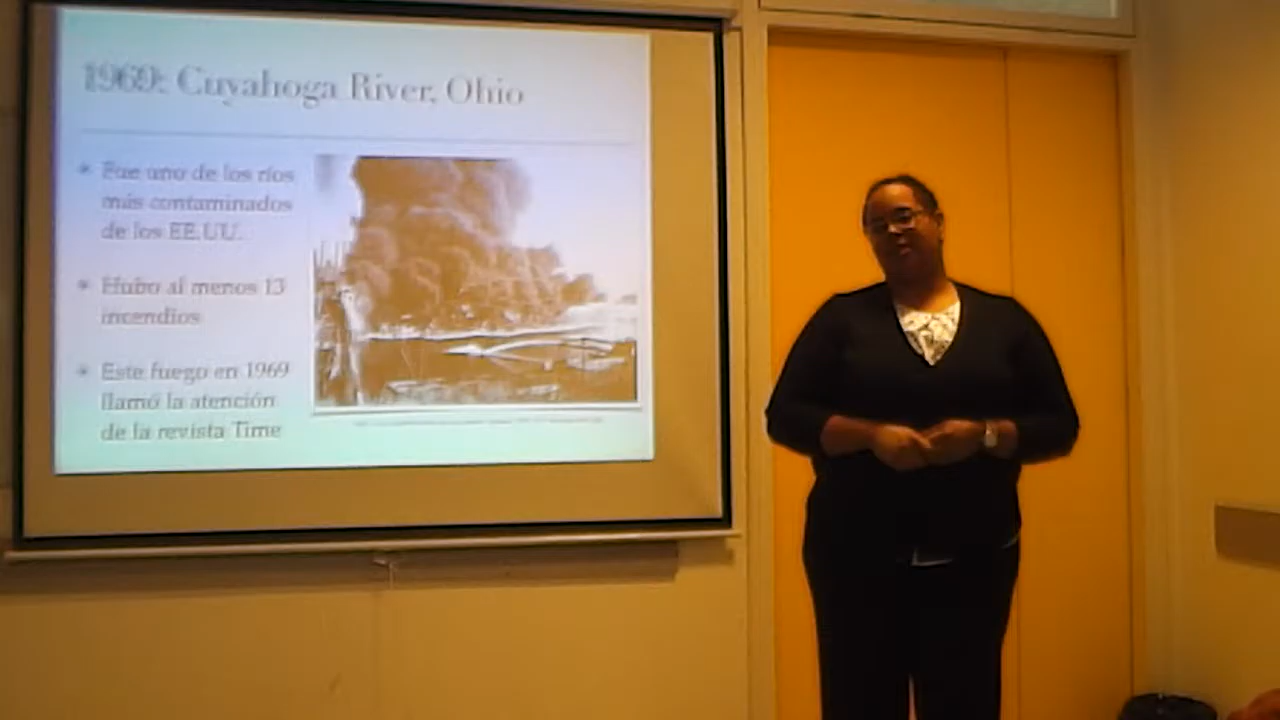 1969: Cuyahoga River, Ohio
Fue uno de los ríos
más contaminados
de los EE.UU.
Hubo al menos 13
incendios
Este fuego en 1969
llamó la atención
de la revista Time